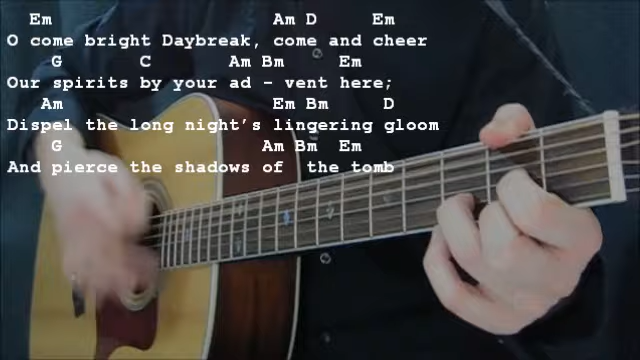 Em Am D Em
O come bright Daybreak, come and cheer
G C Am Bm Em
Our spirits by your ad - vent here;
Am Em Bm D
Dispel the long night's lingering gloom
G Am Bm Em
And pierce the shadows of the tomb